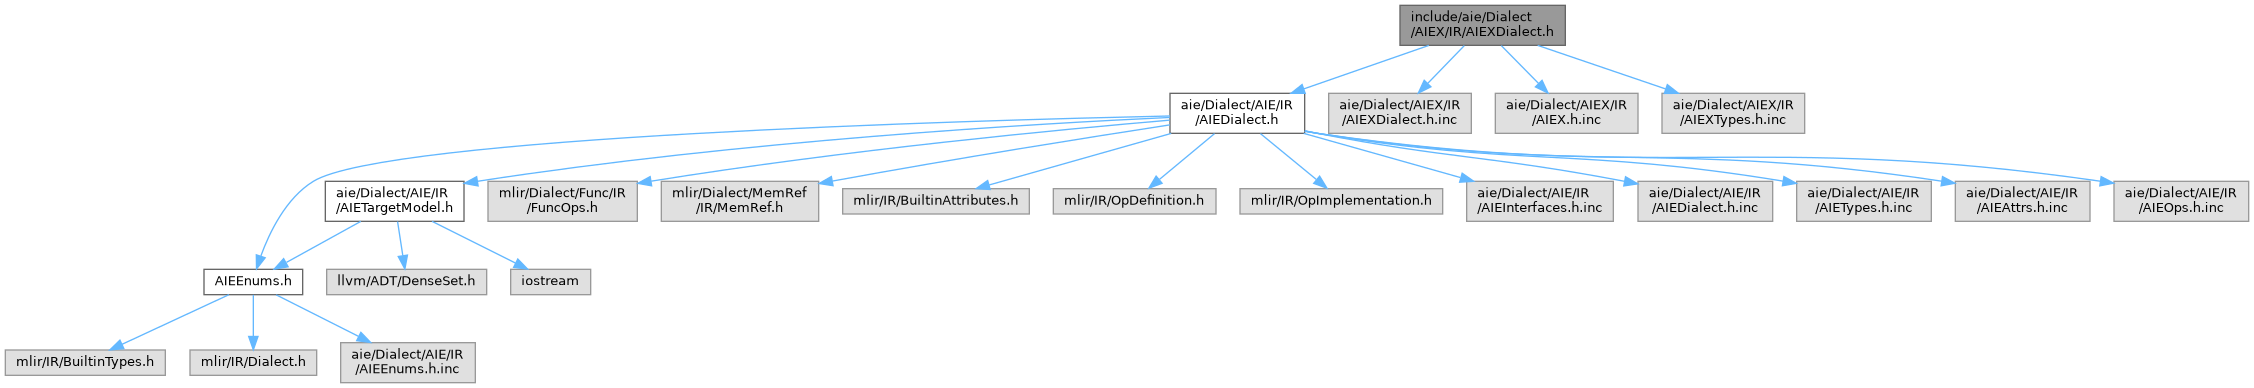 include/aie/Dialect
/AIEX/IR/AIEXDialect.h
aie/Dialect/AIE/IR
/AIEDialect.h
aie/Dialect/AIEX/IR
/AIEXDialect.h.inc
aie/Dialect/AIEX/IR
/AIEX.h.inc
aie/Dialect/AIEX/IR
/AIEXTypes.h.inc
aie/Dialect/AIE/IR
/AIETargetModel.h
mlir/Dialect/Func/IR
/FuncOps.h
mlir/Dialect/MemRef
/IR/MemRef.h
mlir/IR/BuiltinAttributes.h
mlir/IR/OpDefinition.h
mlir/IR/OpImplementation.h
aie/Dialect/AIE/IR
/AIEInterfaces.h.inc
aie/Dialect/AIE/IR
/AIEDialect.h.inc
aie/Dialect/AIE/IR
/AIETypes.h.inc
aie/Dialect/AIE/IR
/AIEAttrs.h.inc
aie/Dialect/AIE/IR
/AIEOps.h.inc
AIEEnums.h
llvm/ADT/DenseSet.h
iostream
mlir/IR/BuiltinTypes.h
mlir/IR/Dialect.h
aie/Dialect/AIE/IR
/AIEEnums.h.inc